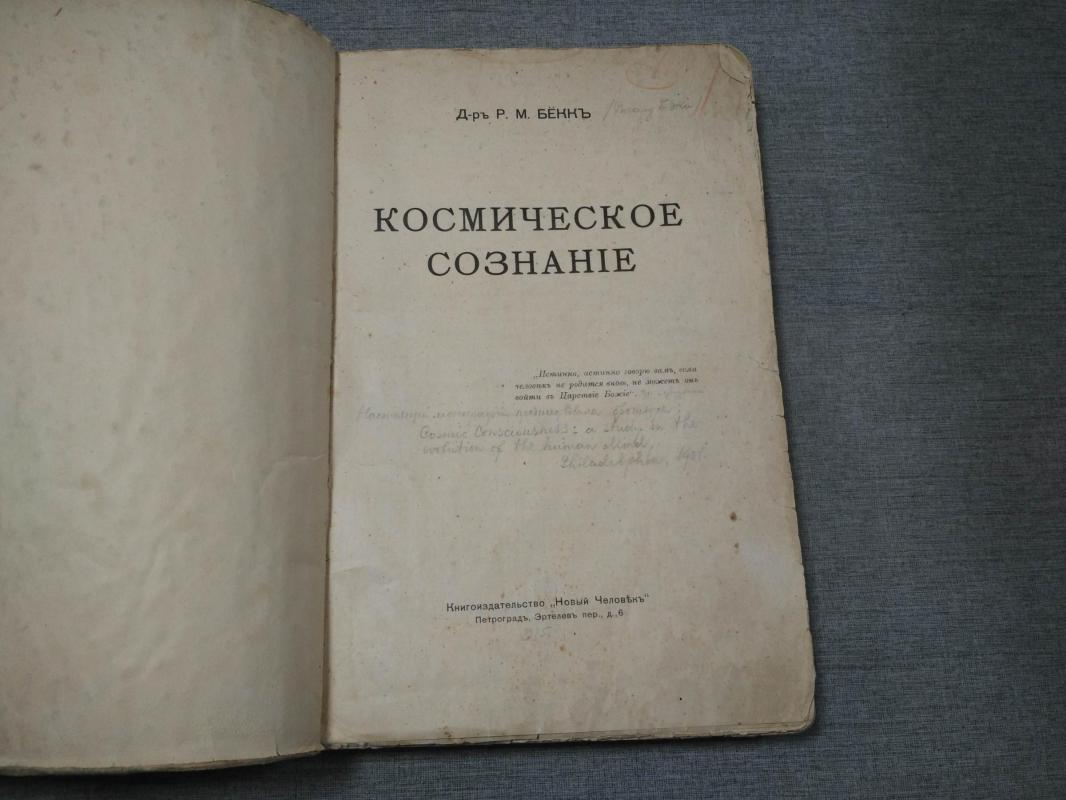 Д-ръ Р. М. БЁККЪ
КОСМИЧЕСКОЕ
СОЗНАНІЕ
„Истинно, истинно говорю вамъ, если
человѣкъ не родится вновь, не можетъ онъ
войти въ Царствіе Божіе“.
Cosmic Consciousness: a study in the
evolution of the human Mind,
Philadelphia, 1901.
Книгоиздательство „Новый Человѣкъ“
Петроградъ, Эртелевъ пер., д. 6